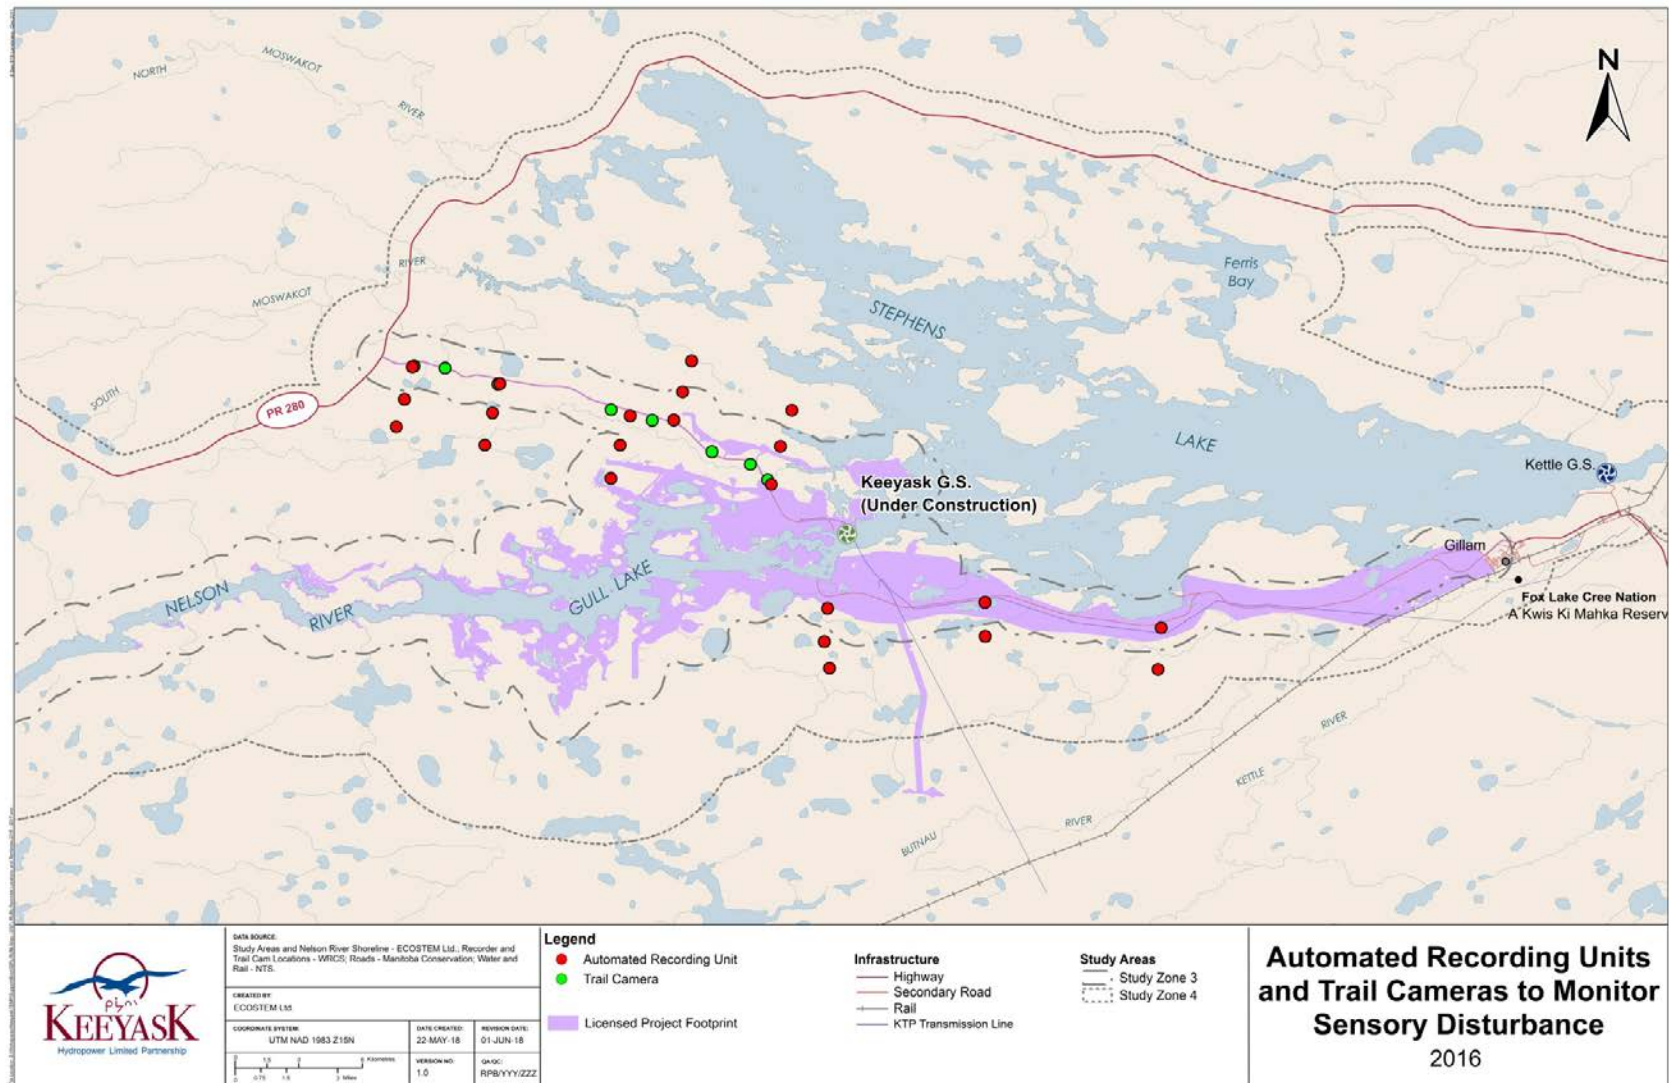 NORTH
MOSWAKOT
RIVER
N
RIVER
MOSWAKOT
SOUTH
PR 280
STEPHENS
LAKE
Ferris
Bay
Kettle G.S.
Keeyask G.S.
(Under Construction)
Gillam
Fox Lake Cree Nation
A Kwis Ki Mahka Reserv
NELSON
RIVER
GULL LAKE
BUTNAU
RIVER
KETTLE
RIVER
KEEYASK
Hydropower Limited Partnership
DATA SOURCE:
Study Areas and Nelson River Shoreline - ECOSTEM Ltd.; Recorder and
Trail Cam Locations - WRCS; Roads - Manitoba Conservation; Water and
Rail - NTS.
CREATED BY:
ECOSTEM Ltd.
COORDINATE SYSTEM:
UTM NAD 1983 Z15N
DATE CREATED:
22-MAY-18
REVISION DATE:
01-JUN-18
VERSION NO:
1.0
QA/QC:
RPB/YYY/ZZZ
Kilometres
Miles
Legend
Automated Recording Unit
Trail Camera
Licensed Project Footprint
Infrastructure
Highway
Secondary Road
Rail
KTP Transmission Line
Study Areas
Study Zone 3
Study Zone 4
Automated Recording Units
and Trail Cameras to Monitor
Sensory Disturbance
2016